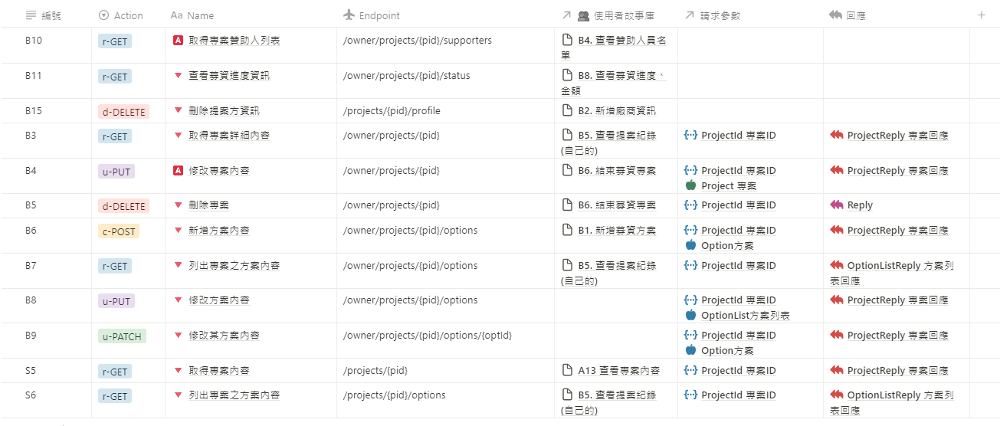 編號 Action Aa Name Endpoint 使用者故事庫 請求參數 回應
B10 r-GET A 取得專案贊助人列表 /owner/projects/{pid}/supporters B4. 查看贊助人員名
單
B11 r-GET 查看募資進度資訊 /owner/projects/{pid}/status B8. 查看募資進度、
金額
B15 d-DELETE 刪除提案方資訊 /projects/{pid}/profile B2. 新增廠商資訊
B3 r-GET 取得專案詳細內容 /owner/projects/{pid} B5. 查看提案紀錄 ProjectId 專案ID ProjectReply 專案回應
(自己的)
B4 u-PUT A 修改專案內容 /owner/projects/{pid} B6. 結束募資專案 ProjectId 專案ID ProjectReply 專案回應
Project 專案
B5 d-DELETE 刪除專案 /owner/projects/{pid} B6. 結束募資專案 ProjectId 專案ID Reply
B6 c-POST 新增方案內容 /owner/projects/{pid}/options B1. 新增募資方案 ProjectId 專案ID ProjectReply 專案回應
Option方案
B7 r-GET 列出專案之方案內容 /owner/projects/{pid}/options B5. 查看提案紀錄 ProjectId 專案ID OptionListReply 方案列
(自己的) 表回應
B8 u-PUT 修改方案內容 /owner/projects/{pid}/options ProjectId 專案ID ProjectReply 專案回應
OptionList方案列表
B9 u-PATCH 修改某方案內容 /owner/projects/{pid}/options/{optId} ProjectId 專案ID ProjectReply 專案回應
Option方案
S5 r-GET 取得專案內容 /projects/{pid} A13 查看專案內容 ProjectId 專案ID ProjectReply 專案回應
S6 r-GET 列出專案之方案內容 /projects/{pid}/options B5. 查看提案紀錄 ProjectId 專案ID OptionListReply 方案列
(自己的) 表回應